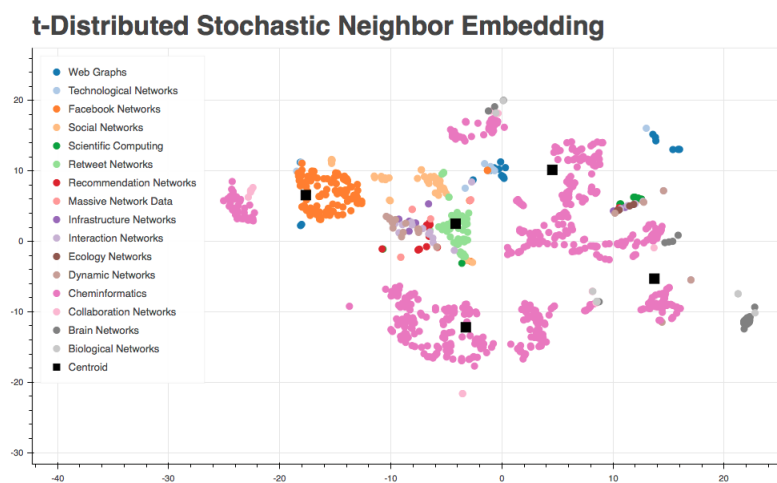 t-Distributed Stochastic Neighbor Embedding
Web Graphs
Technological Networks
Facebook Networks
Social Networks
Scientific Computing
Retweet Networks
Recommendation Networks
Massive Network Data
Infrastructure Networks
Interaction Networks
Ecology Networks
Dynamic Networks
Cheminformatics
Collaboration Networks
Brain Networks
Biological Networks
Centroid
20
10
0
-10
-20
-30
-40 -30 -20 -10 0 10 20